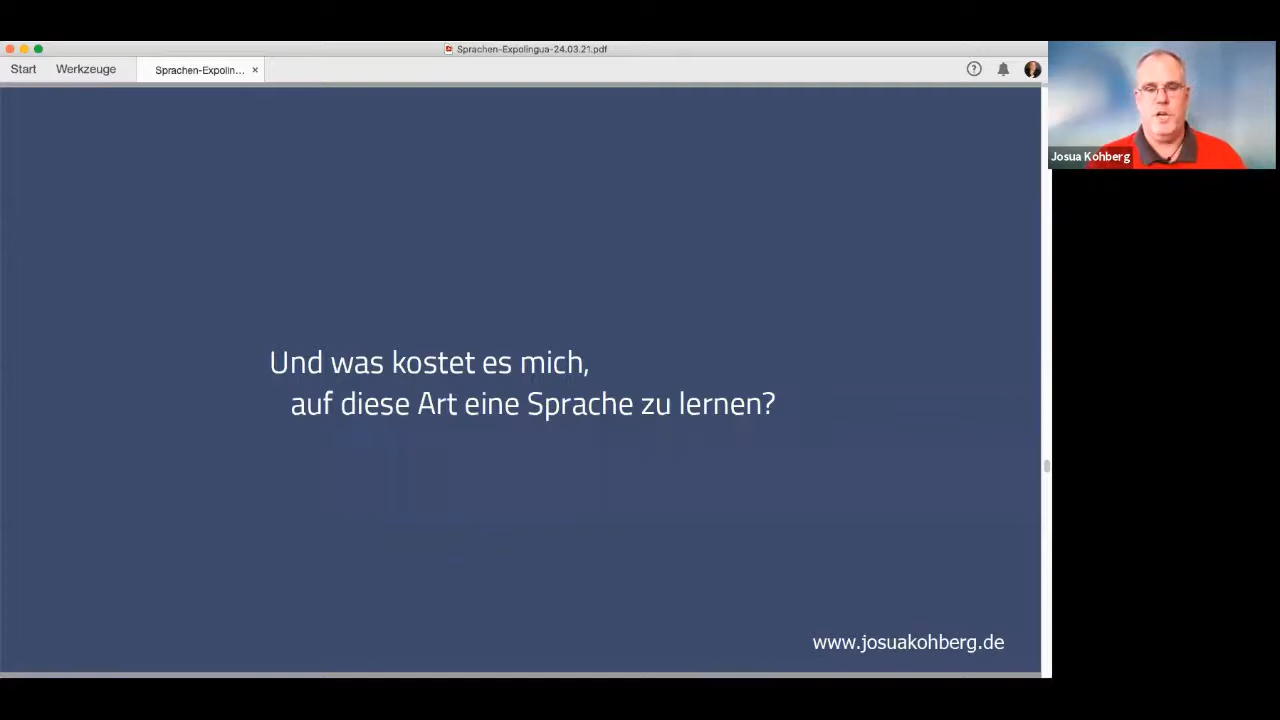 Sprachen-Expolingua-24.03.21.pdf
Start Werkzeuge Sprachen-Expolin... ×
Josua Kohberg
Und was kostet es mich,
auf diese Art eine Sprache zu lernen?
www.josuakohberg.de